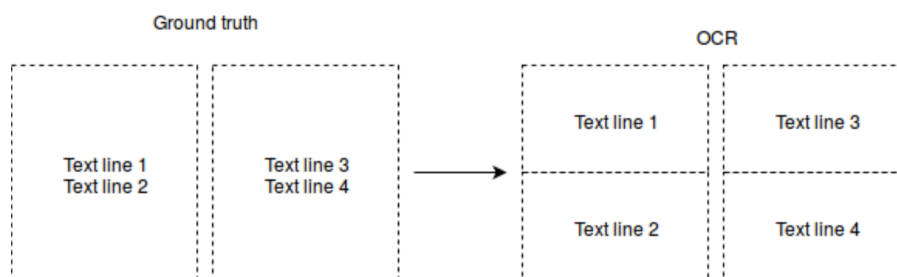 Ground truth
Text line 1
Text line 2
Text line 3
Text line 4
OCR
Text line 1
Text line 2
Text line 3
Text line 4